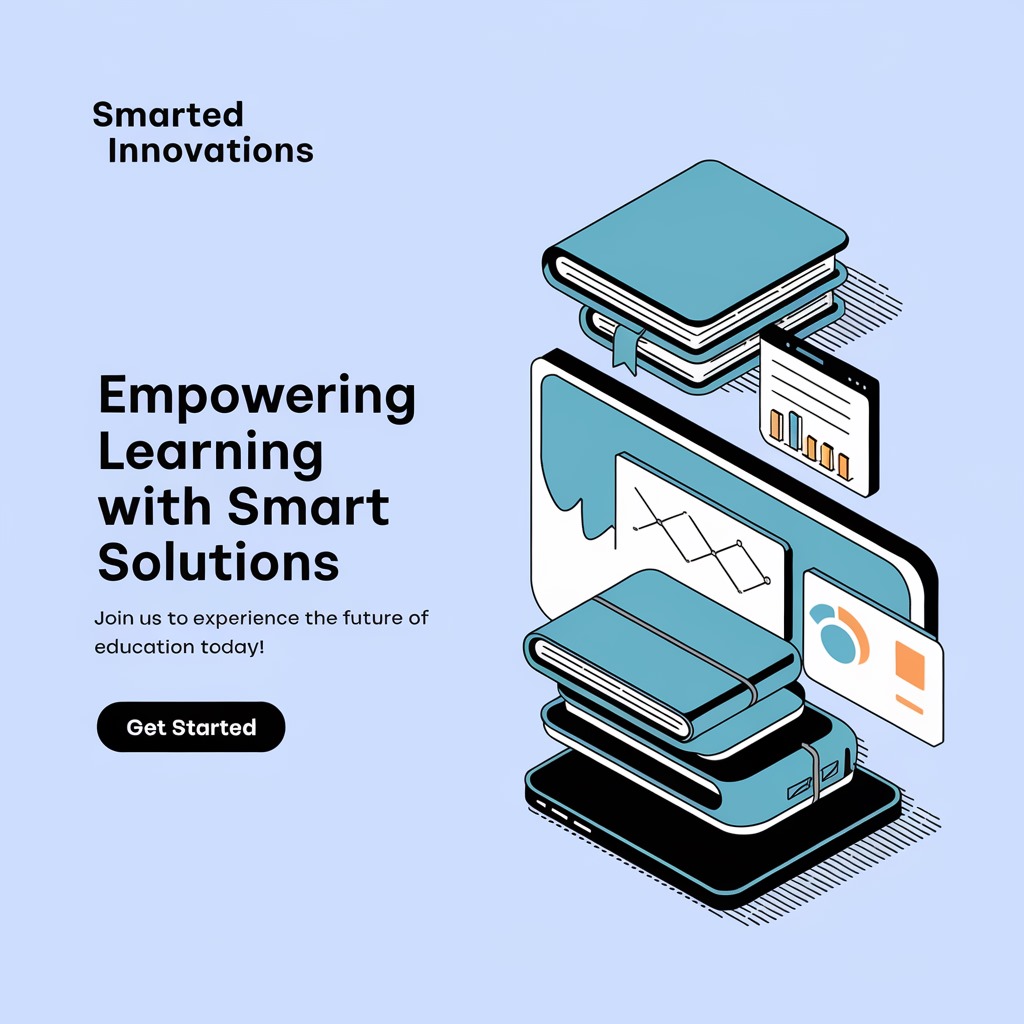 Smarted
Innovations
Empowering
Learning
with Smart
Solutions
Join us to experience the future of
education today!
Get Started